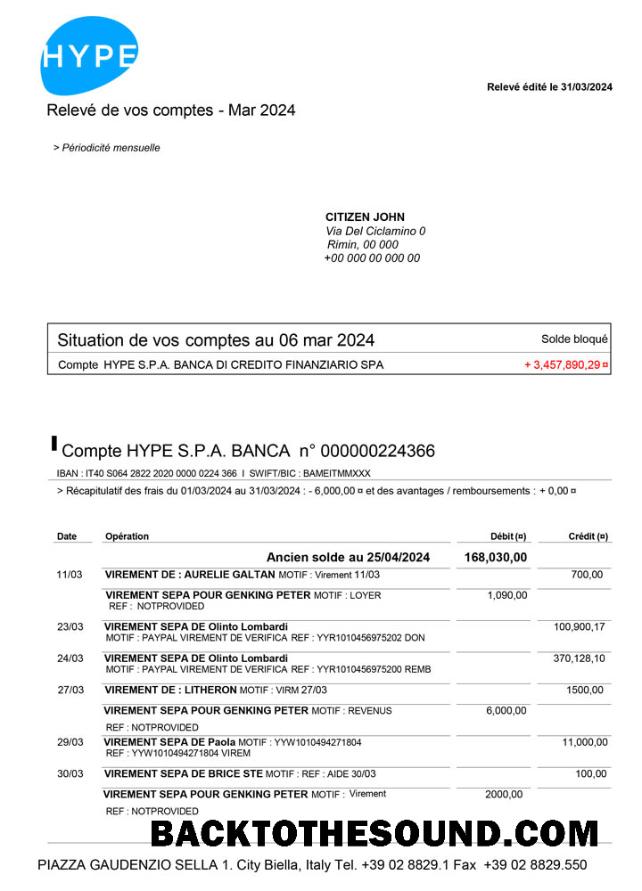 HYPE
Relevé édité le 31/03/2024
Relevé de vos comptes - Mar 2024
> Périodicité mensuelle
CITIZEN JOHN
Via Del Ciclamino 0
Rimin, 00 000
+00 000 00 000 00
Situation de vos comptes au 06 mar 2024 Solde bloqué
Compte HYPE S.P.A. BANCA DI CREDITO FINANZIARIO SPA + 3,457,890,29 ¤
Compte HYPE S.P.A. BANCA n° 000000224366
IBAN : IT40 S064 2822 2020 0000 0224 366 I SWIFT/BIC : BAMEITMMXXX
> Récapitulatif des frais du 01/03/2024 au 31/03/2024 : - 6,000,00 ¤ et des avantages / remboursements : + 0,00 ¤
Date Opération Débit (¤) Crédit (¤)
Ancien solde au 25/04/2024 168,030,00
11/03 VIREMENT DE : AURELIE GALTAN MOTIF : Virement 11/03 700,00
VIREMENT SEPA POUR GENKING PETER MOTIF : LOYER 1,090,00
REF : NOTPROVIDED
23/03 VIREMENT SEPA DE Olinto Lombardi 100,900,17
MOTIF : PAYPAL VIREMENT DE VERIFICA REF : YYR1010456975202 DON
24/03 VIREMENT SEPA DE Olinto Lombardi 370,128,10
MOTIF : PAYPAL VIREMENT DE VERIFICA REF : YYR1010456975200 REMB
27/03 VIREMENT DE : LITHERON MOTIF : VIRM 27/03 1500,00
VIREMENT SEPA POUR GENKING PETER MOTIF : REVENUS 6,000,00
REF : NOTPROVIDED
29/03 VIREMENT SEPA DE Paola MOTIF : YYW1010494271804 11,000,00
REF : YYW1010494271804 VIREM
30/03 VIREMENT SEPA DE BRICE STE MOTIF : REF : AIDE 30/03 100,00
VIREMENT SEPA POUR GENKING PETER MOTIF : Virement 2000,00
REF : NOTPROVIDED
BACKTOTHESOUND.COM
PIAZZA GAUDENZIO SELLA 1. City Biella, Italy Tel. +39 02 8829.1 Fax +39 02 8829.550